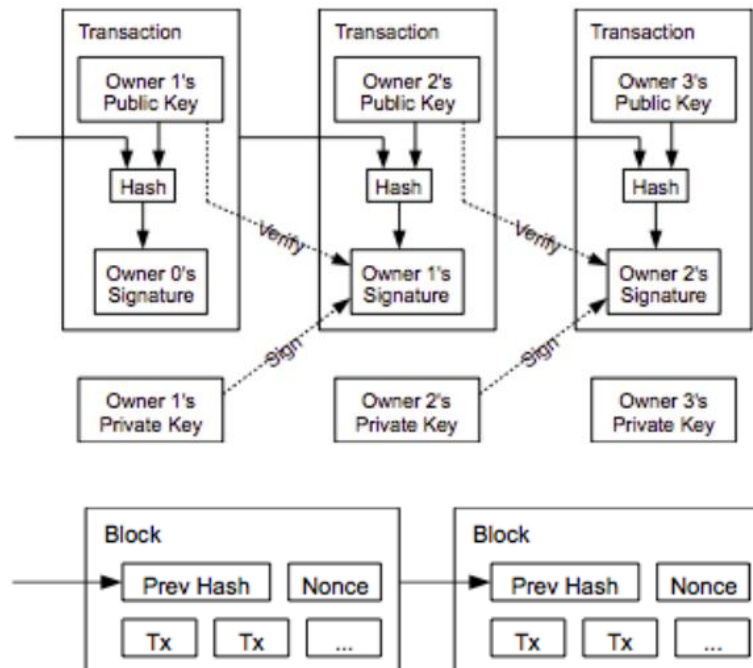 Transaction
Transaction
Transaction
Owner 1's
Public Key
Owner 2's
Public Key
Owner 3's
Public Key
Hash
Hash
Hash
Verify
Verify
Owner 0's
Signature
Owner 1's
Signature
Owner 2's
Signature
Sign
Sign
Owner 1's
Private Key
Owner 2's
Private Key
Owner 3's
Private Key
Block
Block
Prev Hash
Nonce
Prev Hash
Nonce
Tx
Tx
...
Tx
Tx
...